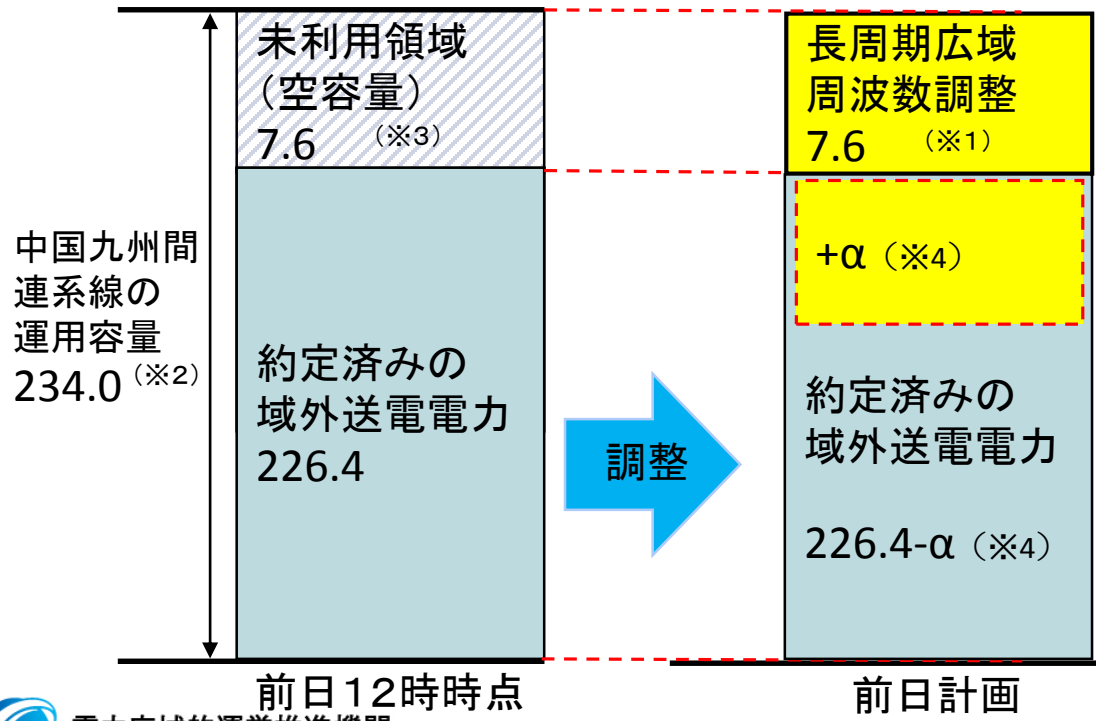 未利用領域
(空容量)
7.6 (※3)
中国九州間
連系線の
運用容量
234.0(※2)
約定済みの
域外送電電力
226.4
調整
長周期広域
周波数調整
7.6 (※1)
+α(※4)
約定済みの
域外送電電力
226.4-α(※4)
前日12時時点
前日計画